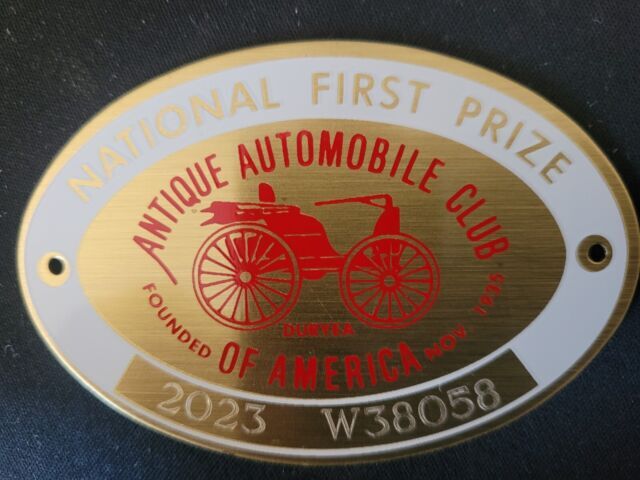 NATIONAL FIRST PRIZE
ANTIQUE AUTOMOBILE CLUB
DURYEA
FOUNDED NOV. 1935
OF AMERICA
2023 W38058